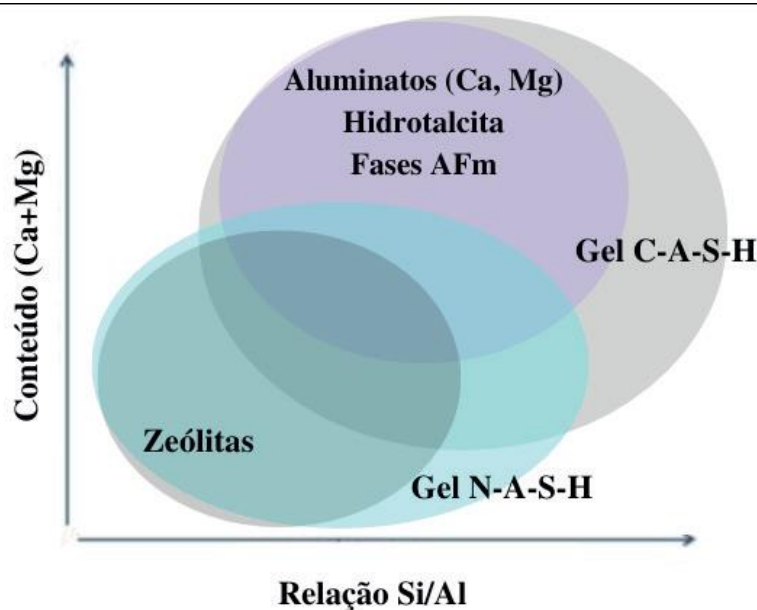 Aluminatos (Ca, Mg)
Hidrotalcita
Fases AFm
Conteúdo (Ca+Mg)
Gel C-A-S-H
Zeólitas
Gel N-A-S-H
Relação Si/Al